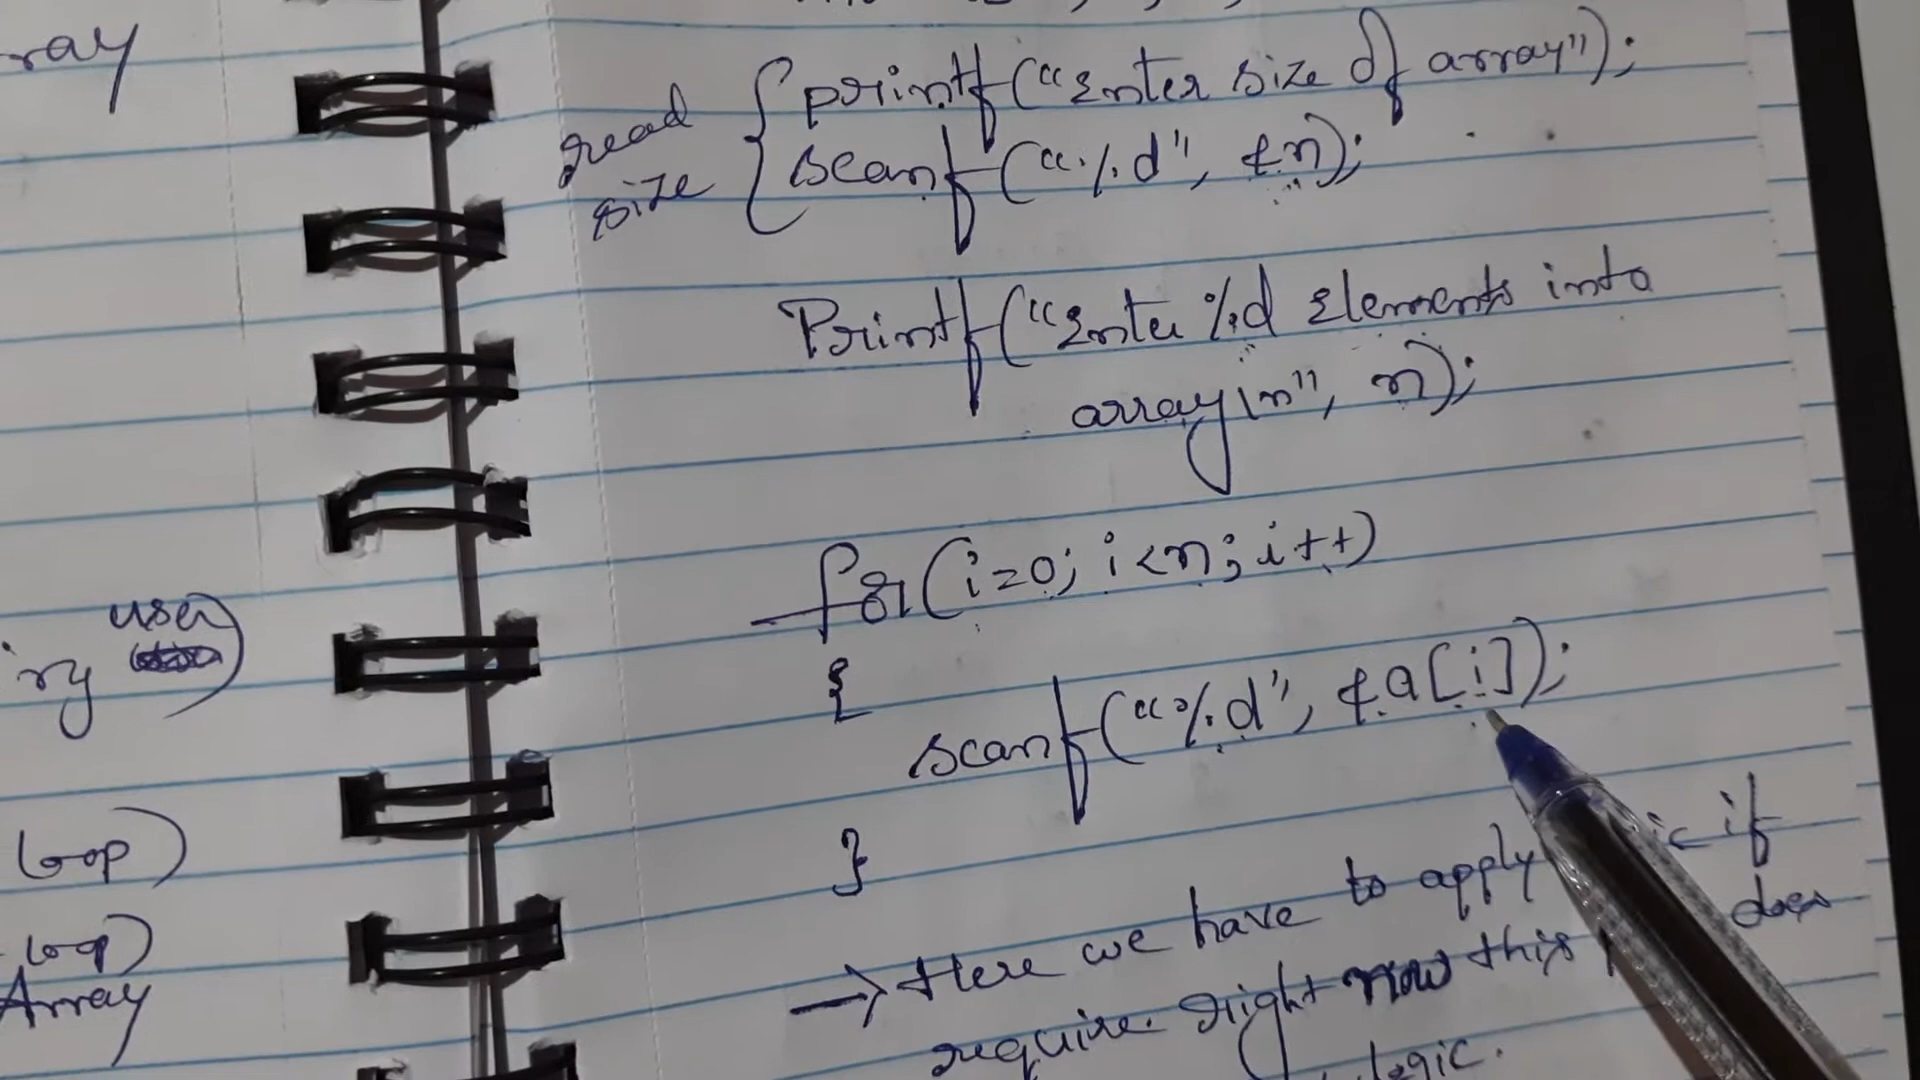 ray
read
size
printf("Enter size of array");
scanf("%d", &n);
Printf("Enter %d Elements into
array\n", n);
for(i=0; i<n; i++)
user)
{
scanf("%d", &a[i]);
}
Loop)
→ Here we have to apply if
Loop)
Array
require. Right now this does
logic.